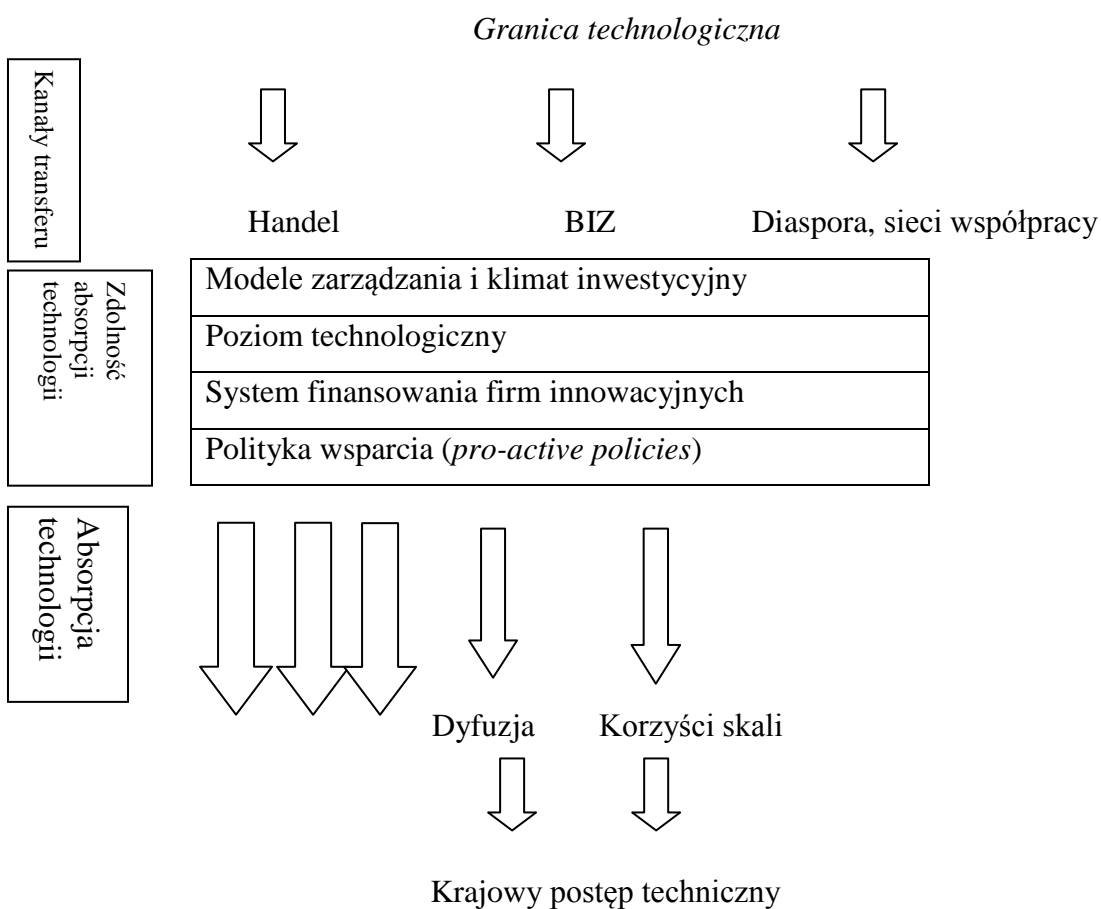 Granica technologiczna
Kanały transferu
Handel
BIZ
Diaspora, sieci współpracy
Zdolność
absorpcji
technologii
Modele zarządzania i klimat inwestycyjny
Poziom technologiczny
System finansowania firm innowacyjnych
Polityka wsparcia (pro-active policies)
Absorpcja
technologii
Dyfuzja
Korzyści skali
Krajowy postęp techniczny